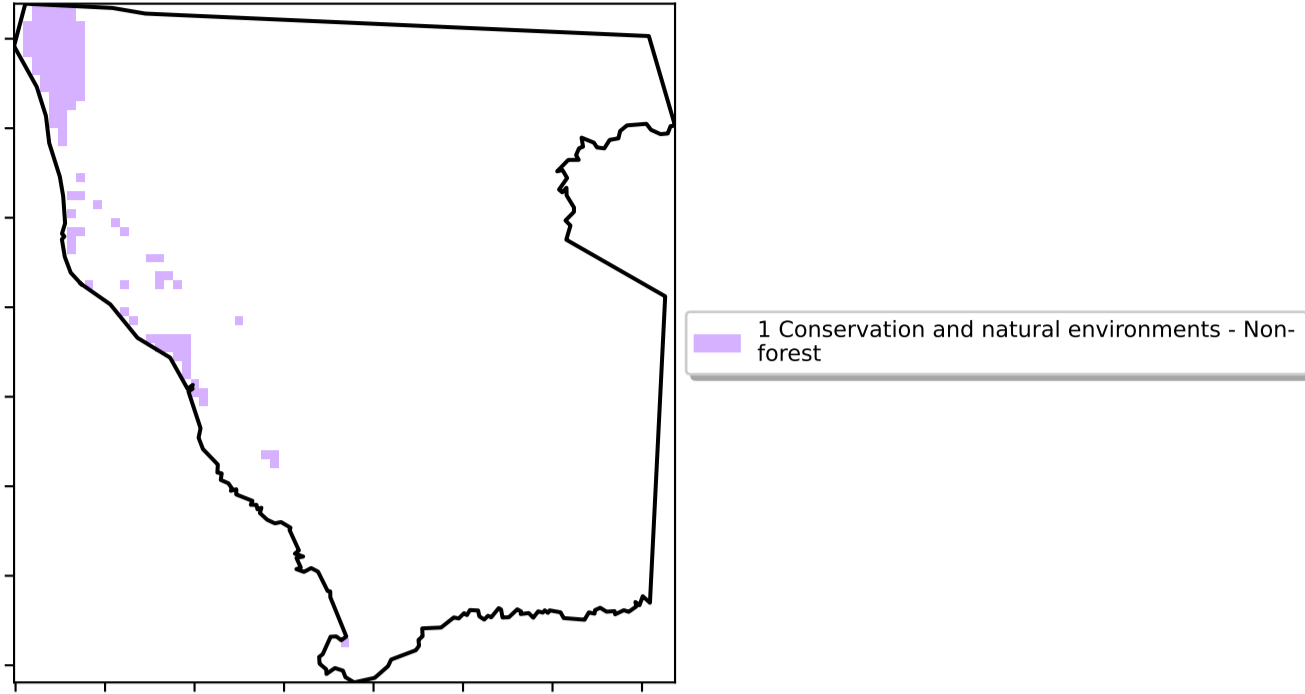 1 Conservation and natural environments - Non-
forest